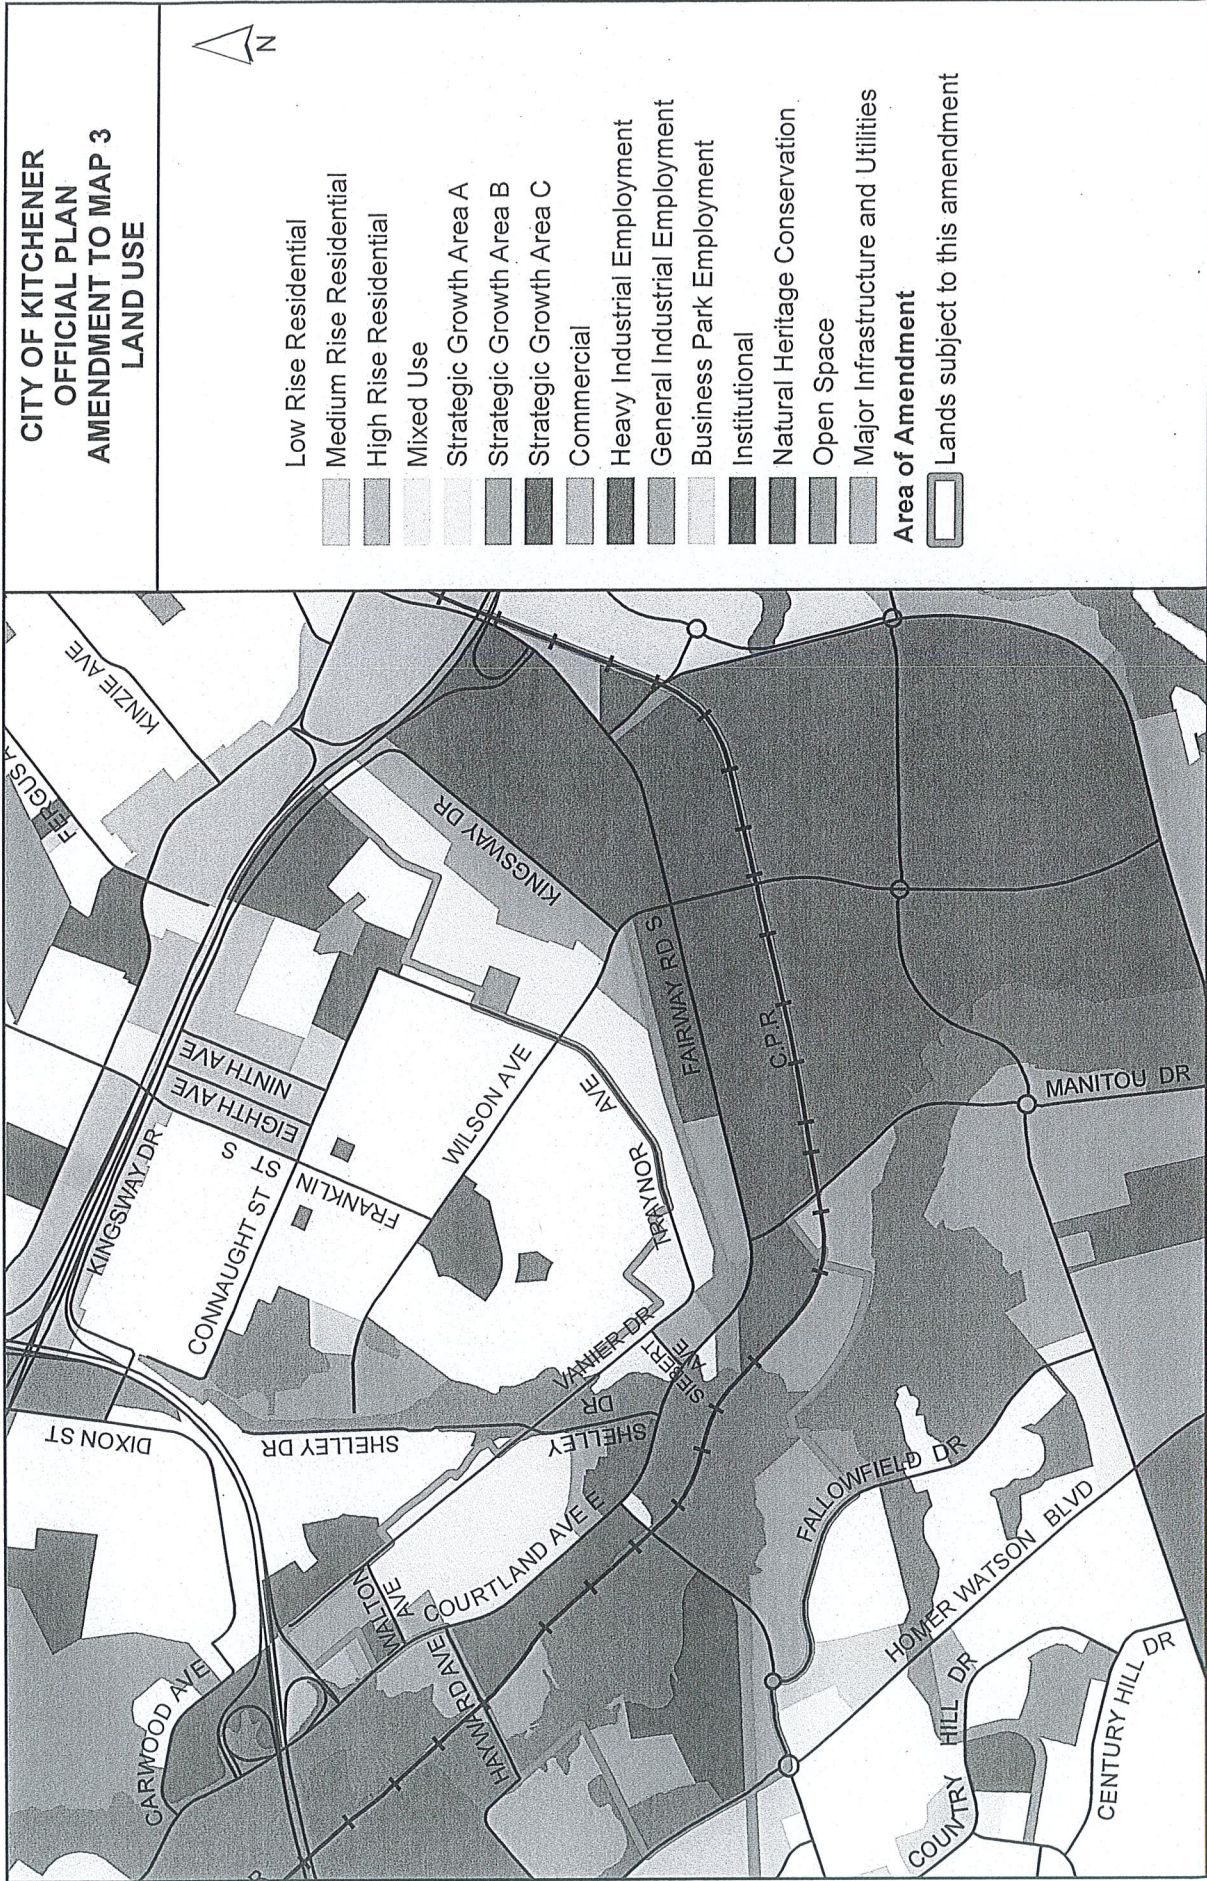 CITY OF KITCHENER
OFFICIAL PLAN
AMENDMENT TO MAP 3
LAND USE
N
Low Rise Residential
Medium Rise Residential
High Rise Residential
Mixed Use
Strategic Growth Area A
Strategic Growth Area B
Strategic Growth Area C
Commercial
Heavy Industrial Employment
General Industrial Employment
Business Park Employment
Institutional
Natural Heritage Conservation
Open Space
Major Infrastructure and Utilities
Area of Amendment
Lands subject to this amendment
FERGUS A
KINZIE AVE
KINGSWAY DR
NINTH AVE
EIGHTH AVE
KINGSWAY DR
CONNAUGHT ST
ST S
FRANKLIN
WILSON AVE
TRAYNOR
AVE
FAIRWAY RD S
C.P.R.
MANITOU DR
DIXON ST
SHELLEY DR
VANIER DR
SIEBERT
AVE
SHELLEY
DR
CARWOOD AVE
WALTON
AVE
COURTLAND AVE E
HAYWARD AVE
R
FALLOWFIELD DR
HOMER WATSON BLVD
COUNTRY
HILL DR
CENTURY HILL DR